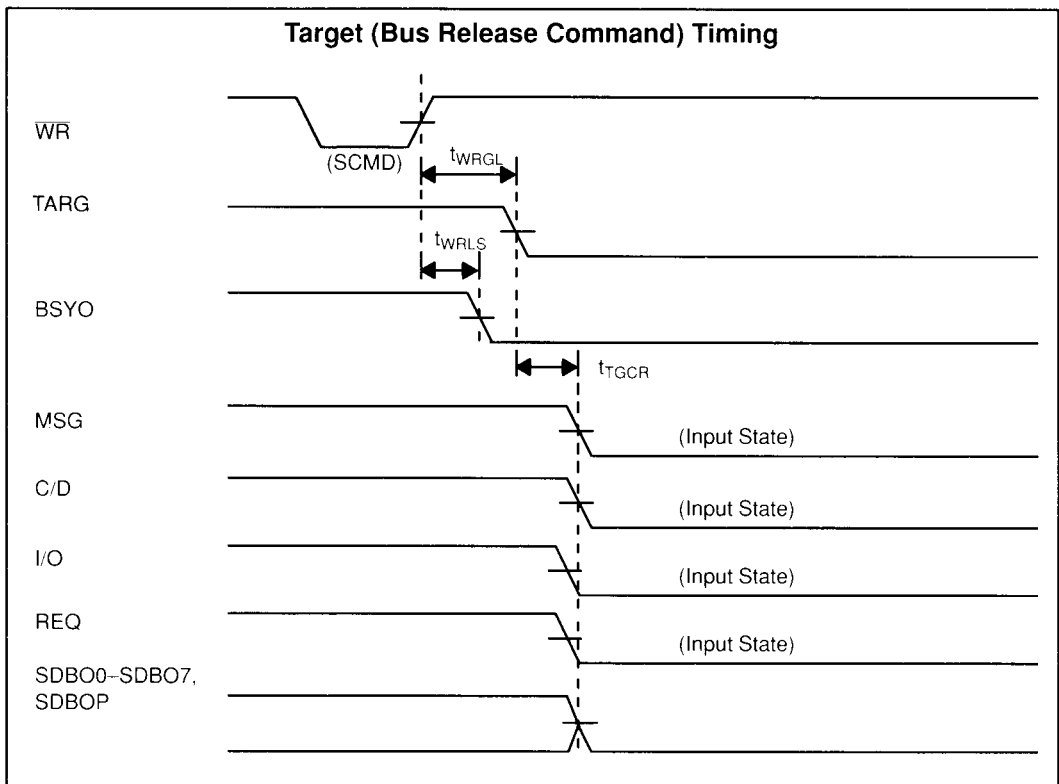 Target (Bus Release Command) Timing
WR
(SCMD)
tWRGL
TARG
tWRLS
BSYO
tTGCR
MSG
(Input State)
C/D
(Input State)
I/O
(Input State)
REQ
(Input State)
SDBO0–SDBO7,
SDBOP